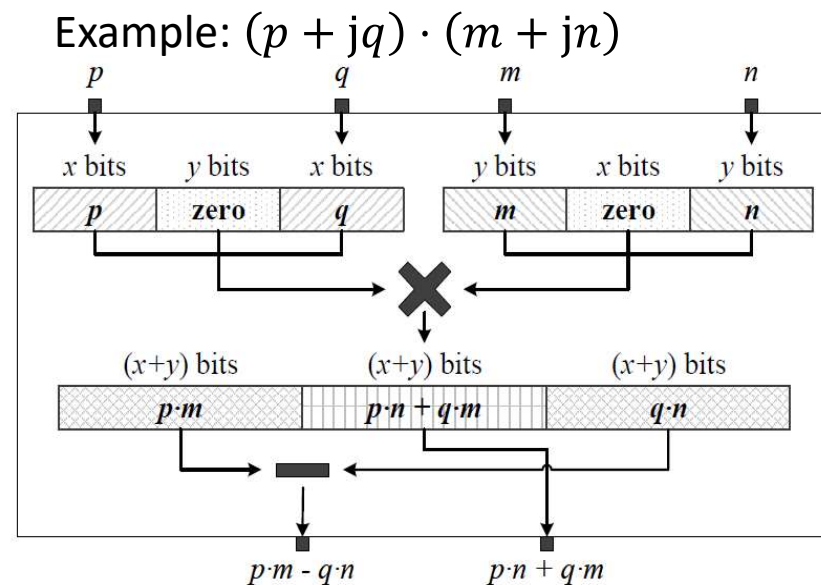 Example: (p + jq) · (m + jn)
p q m n
x bits y bits x bits y bits x bits y bits
p zero q m zero n
(x+y) bits (x+y) bits (x+y) bits
p·m p·n + q·m q·n
p·m - q·n p·n + q·m